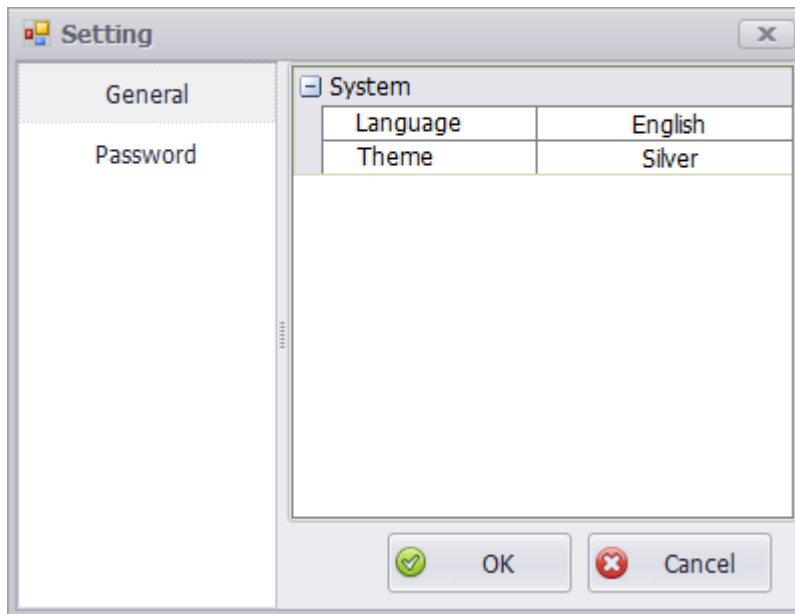 Setting
General
Password
System
Language English
Theme Silver
OK Cancel